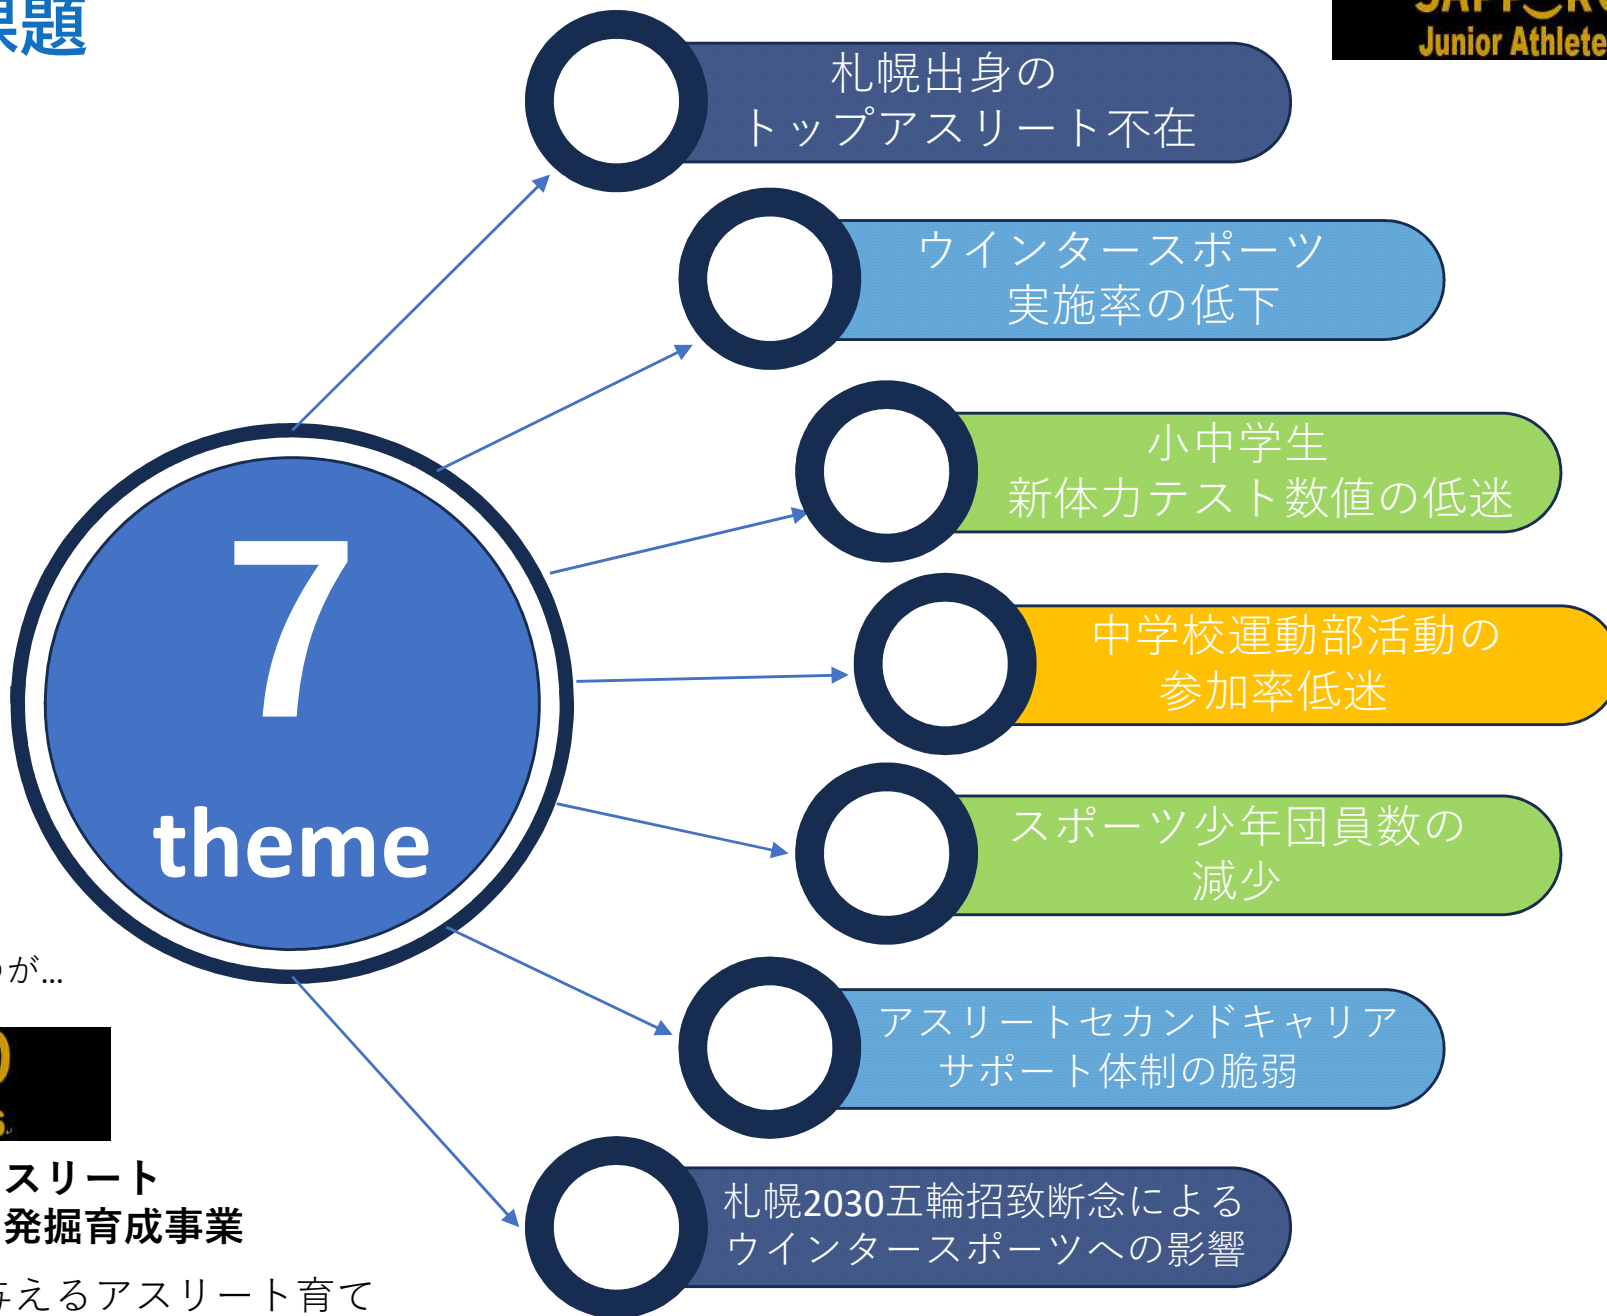 課題
Junior Athlete
札幌出身の
トップアスリート不在
ウインタースポーツ
実施率の低下
小中学生
新体力テスト数値の低迷
7
theme
中学校運動部活動の
参加率低迷
スポーツ少年団員数の
減少
アスリートセカンドキャリア
サポート体制の脆弱
札幌2030五輪招致断念による
ウインタースポーツへの影響
のが...
スリート
発掘育成事業
与えるアスリート育て